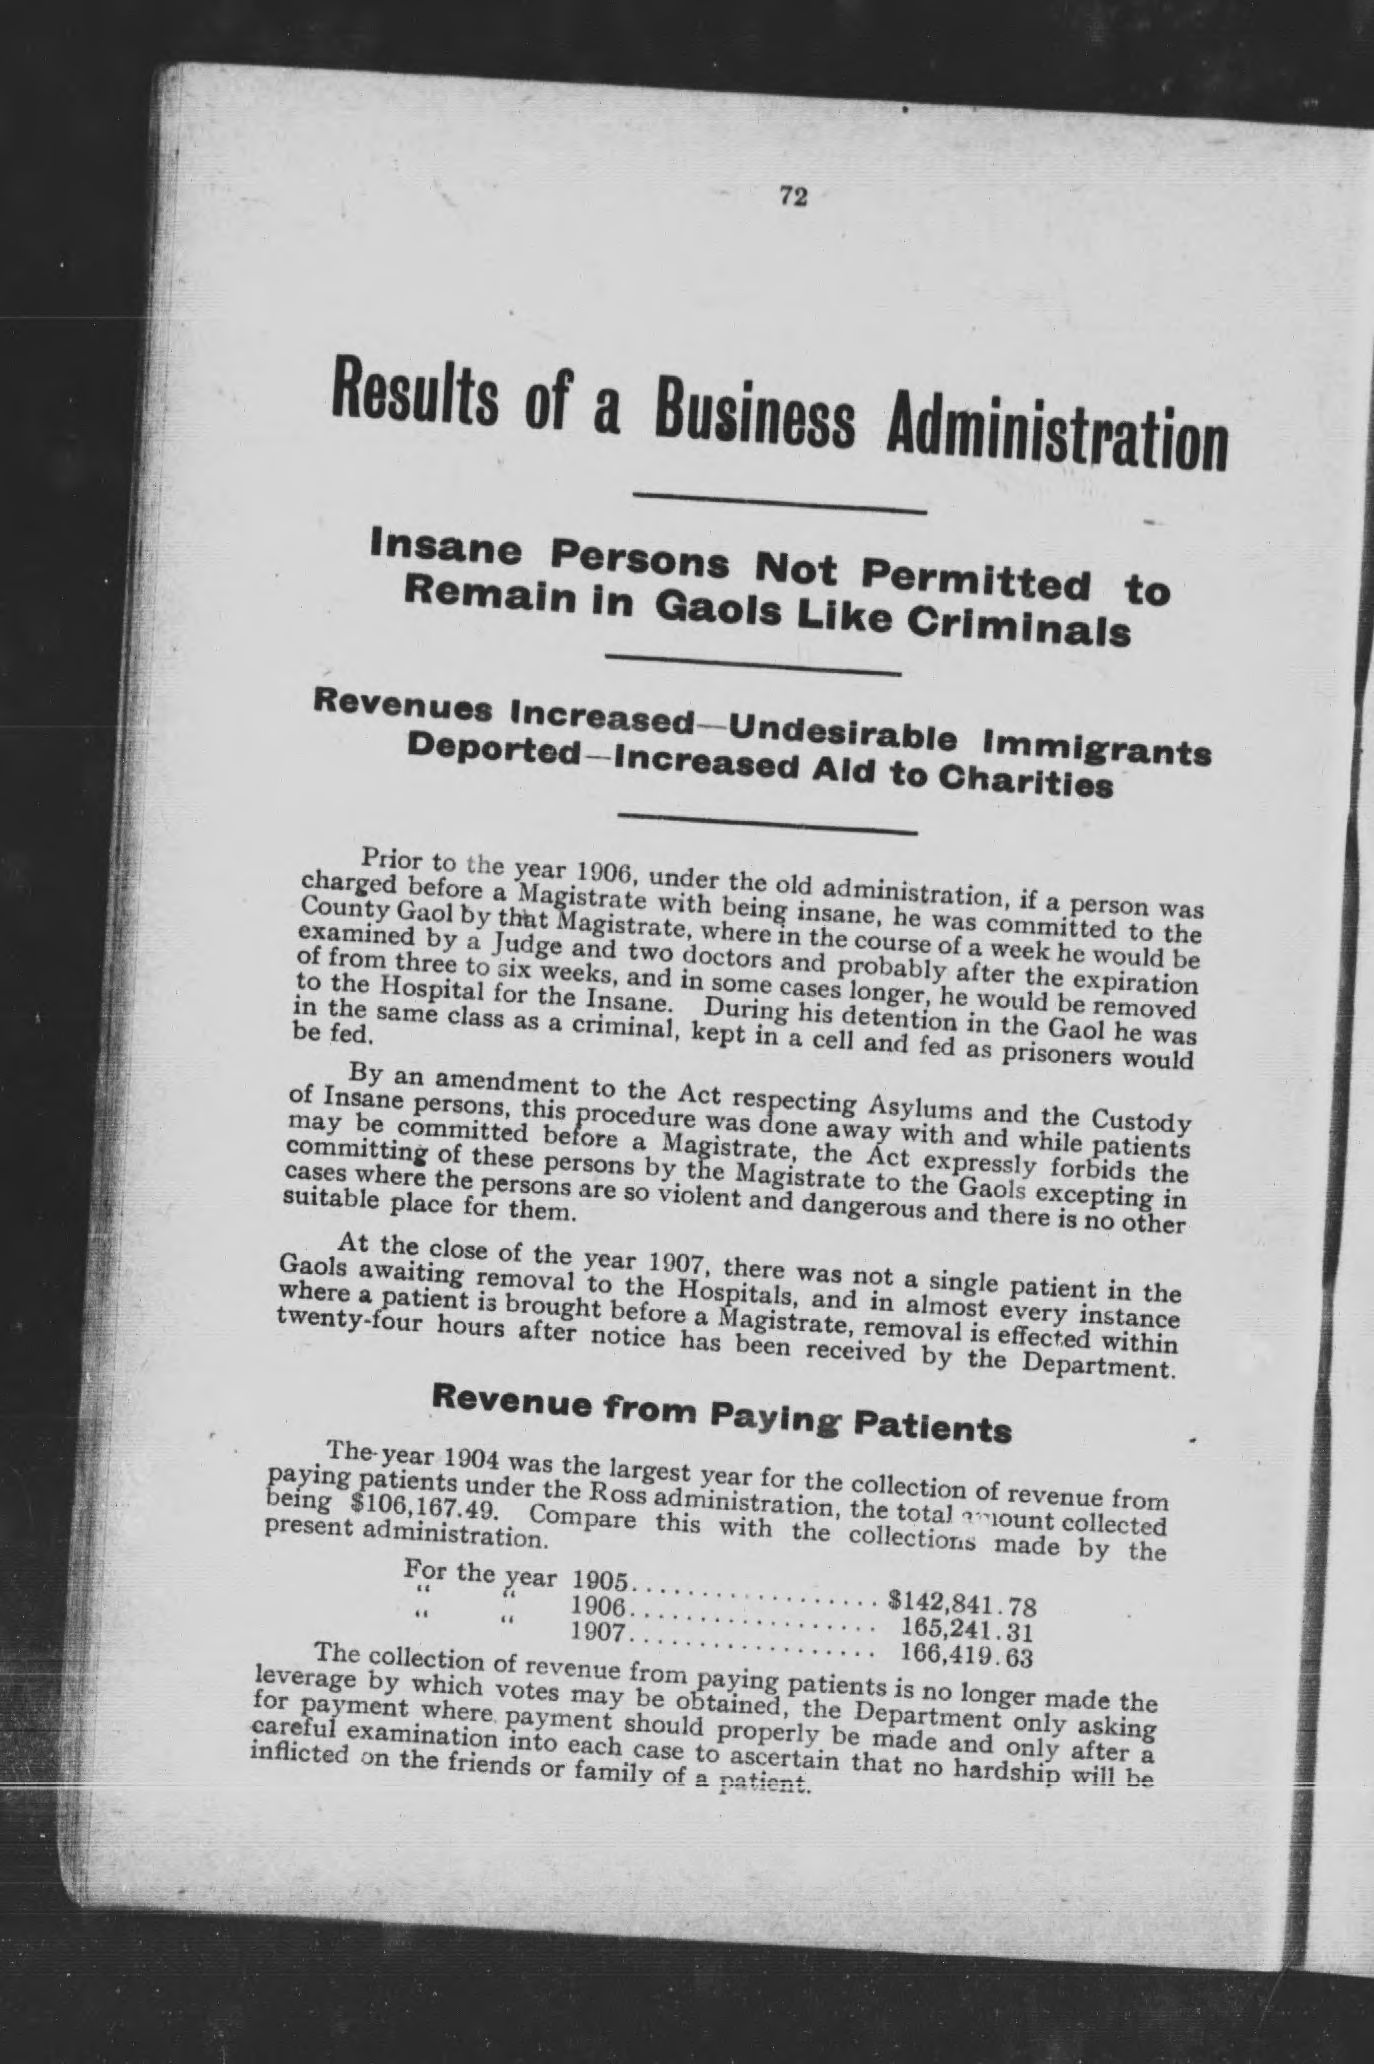 72
Results of a Business Administration
Insane Persons Not Permitted to
Remain in Gaols Like Criminals
Revenues Increased—Undesirable Immigrants
Deported—Increased Aid to Charities
Prior to the year 1906, under the old administration, if a person was
charged before a Magistrate with being insane, he was committed to the
County Gaol by that Magistrate, where in the course of a week he would be
examined by a Judge and two doctors and probably after the expiration
of from three to six weeks, and in some cases longer, he would be removed
to the Hospital for the Insane. During his detention in the Gaol he was
in the same class as a criminal, kept in a cell and fed as prisoners would
be fed.
By an amendment to the Act respecting Asylums and the Custody
of Insane persons, this procedure was done away with and while patients
may be committed before a Magistrate, the Act expressly forbids the
committing of these persons by the Magistrate to the Gaols excepting in
cases where the persons are so violent and dangerous and there is no other
suitable place for them.
At the close of the year 1907, there was not a single patient in the
Gaols awaiting removal to the Hospitals, and in almost every instance
where a patient is brought before a Magistrate, removal is effected within
twenty-four hours after notice has been received by the Department.
Revenue from Paying Patients
The year 1904 was the largest year for the collection of revenue from
paying patients under the Ross administration, the total amount collected
being $106,167.49. Compare this with the collections made by the
present administration.
For the year 1905.................... $142,841.78
" " 1906.................... 165,241.31
" " 1907.................... 166,419.63
The collection of revenue from paying patients is no longer made the
leverage by which votes may be obtained, the Department only asking
for payment where payment should properly be made and only after a
careful examination into each case to ascertain that no hardship will be
inflicted on the friends or family of a patient.